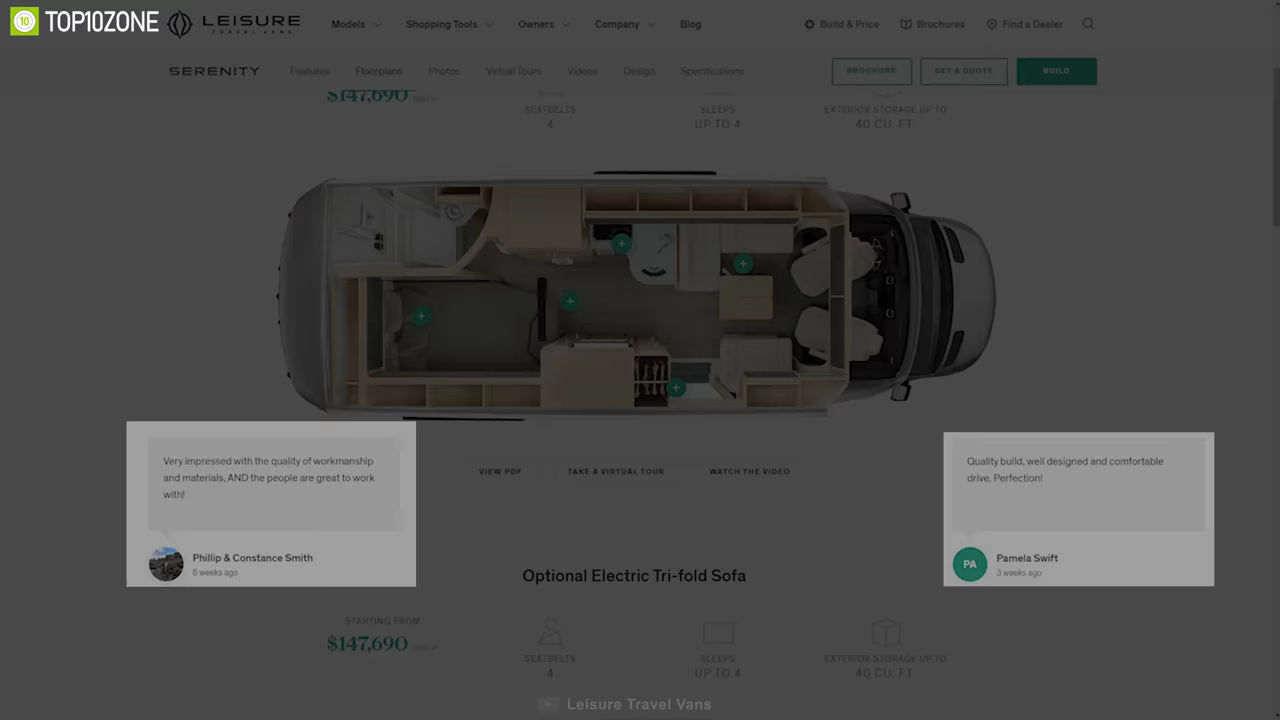 10 TOP10ZONE
LEISURE
TRAVEL VANS
Models
Shopping Tools
Owners
Company
Blog
Build & Price
Brochures
Find a Dealer
SERENITY
Features
Floorplans
Photos
Virtual Tours
Videos
Design
Specifications
BROCHURE
GET A QUOTE
BUILD
$147,690
SEATBELTS
4
SLEEPS
UP TO 4
EXTERIOR STORAGE UP TO
40 CU. FT.
VIEW PDF
TAKE A VIRTUAL TOUR
WATCH THE VIDEO
Very impressed with the quality of workmanship
and materials, AND the people are great to work
with!
Phillip & Constance Smith
6 weeks ago
Quality build, well designed and comfortable
drive. Perfection!
PA
Pamela Swift
3 weeks ago
Optional Electric Tri-fold Sofa
STARTING FROM
$147,690
SEATBELTS
4
SLEEPS
UP TO 4
EXTERIOR STORAGE UP TO
40 CU. FT.
Leisure Travel Vans